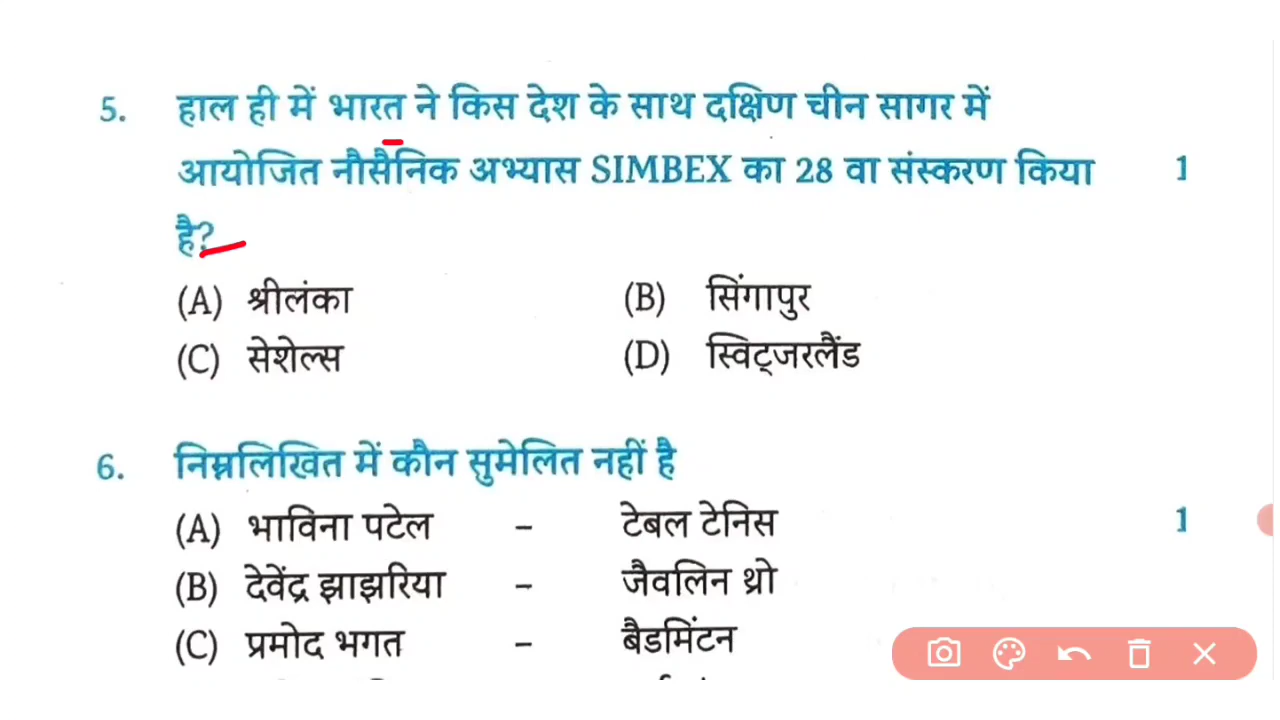 5. हाल ही में भारत ने किस देश के साथ दक्षिण चीन सागर में
आयोजित नौसैनिक अभ्यास SIMBEX का 28 वा संस्करण किया 1
है?
(A) श्रीलंका (B) सिंगापुर
(C) सेशेल्स (D) स्विट्जरलैंड
6. निम्नलिखित में कौन सुमेलित नहीं है
(A) भाविना पटेल – टेबल टेनिस 1
(B) देवेंद्र झाझरिया – जैवलिन थ्रो
(C) प्रमोद भगत – बैडमिंटन